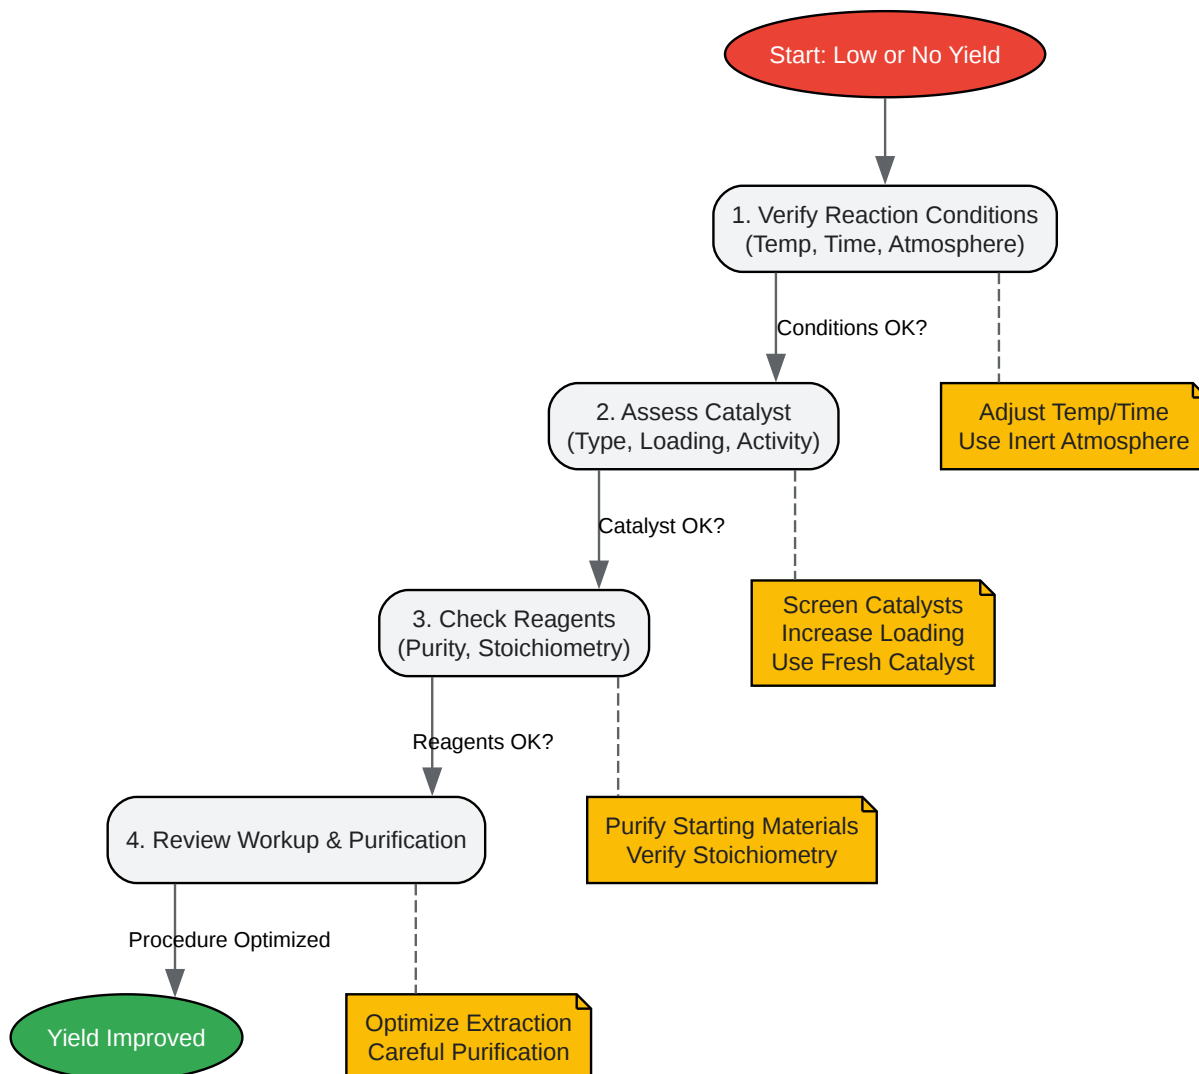 Start: Low or No Yield
1. Verify Reaction Conditions
(Temp, Time, Atmosphere)
Conditions OK?
2. Assess Catalyst
(Type, Loading, Activity)
Adjust Temp/Time
Use Inert Atmosphere
Catalyst OK?
3. Check Reagents
(Purity, Stoichiometry)
Screen Catalysts
Increase Loading
Use Fresh Catalyst
Reagents OK?
4. Review Workup & Purification
Purify Starting Materials
Verify Stoichiometry
Procedure Optimized
Yield Improved
Optimize Extraction
Careful Purification